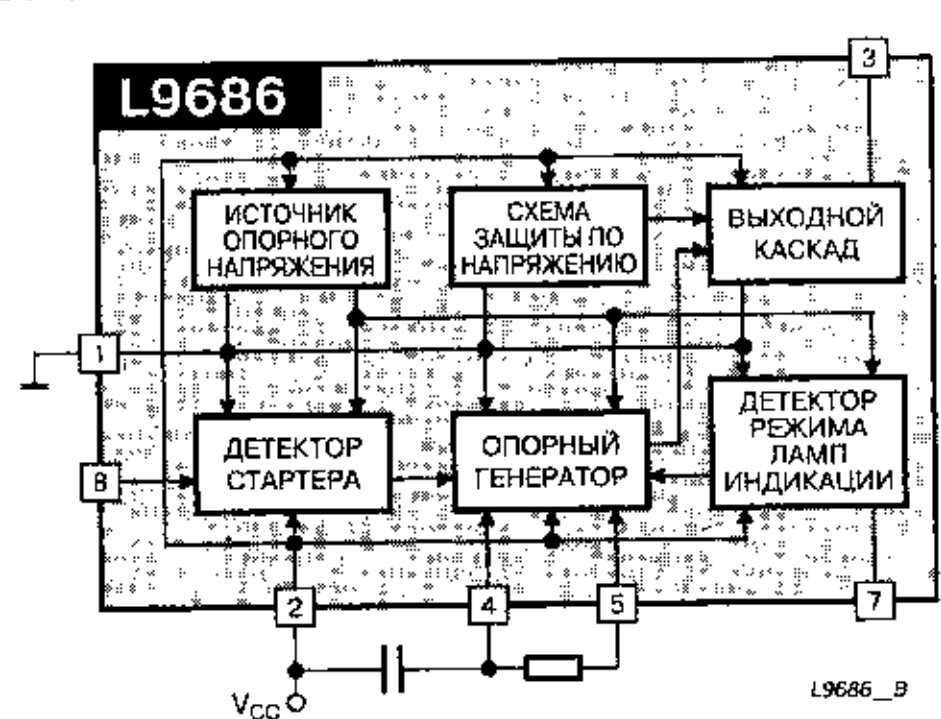 L9686
3
ИСТОЧНИК
ОПОРНОГО
НАПРЯЖЕНИЯ
СХЕМА
ЗАЩИТЫ ПО
НАПРЯЖЕНИЮ
ВЫХОДНОЙ
КАСКАД
1
8
ДЕТЕКТОР
СТАРТЕРА
ОПОРНЫЙ
ГЕНЕРАТОР
ДЕТЕКТОР
РЕЖИМА
ЛАМП
ИНДИКАЦИИ
2
4
5
7
VCC
L9686_B